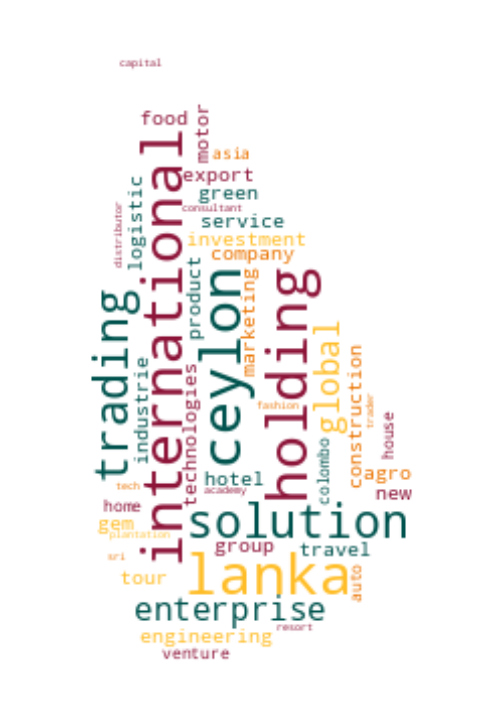 capital
food
motor
asia
export
green
consultant
service
investment
company
distributor
logistic
international
product
ceylon
marketing
holding
trading
industrie
technologies
global
construction
fashion
trader
house
colombo
hotel
academy
agro
new
tech
home
gem
plantation
solution
group
travel
sri
tour
lanka
auto
enterprise
resort
engineering
venture